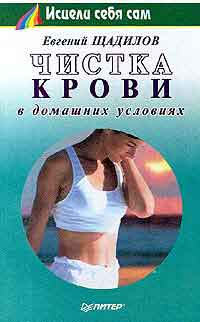 Исцели себя сам
Евгений ЩАДИЛОВ
ЧИСТКА
КРОВИ
в домашних условиях
ПИТЕР